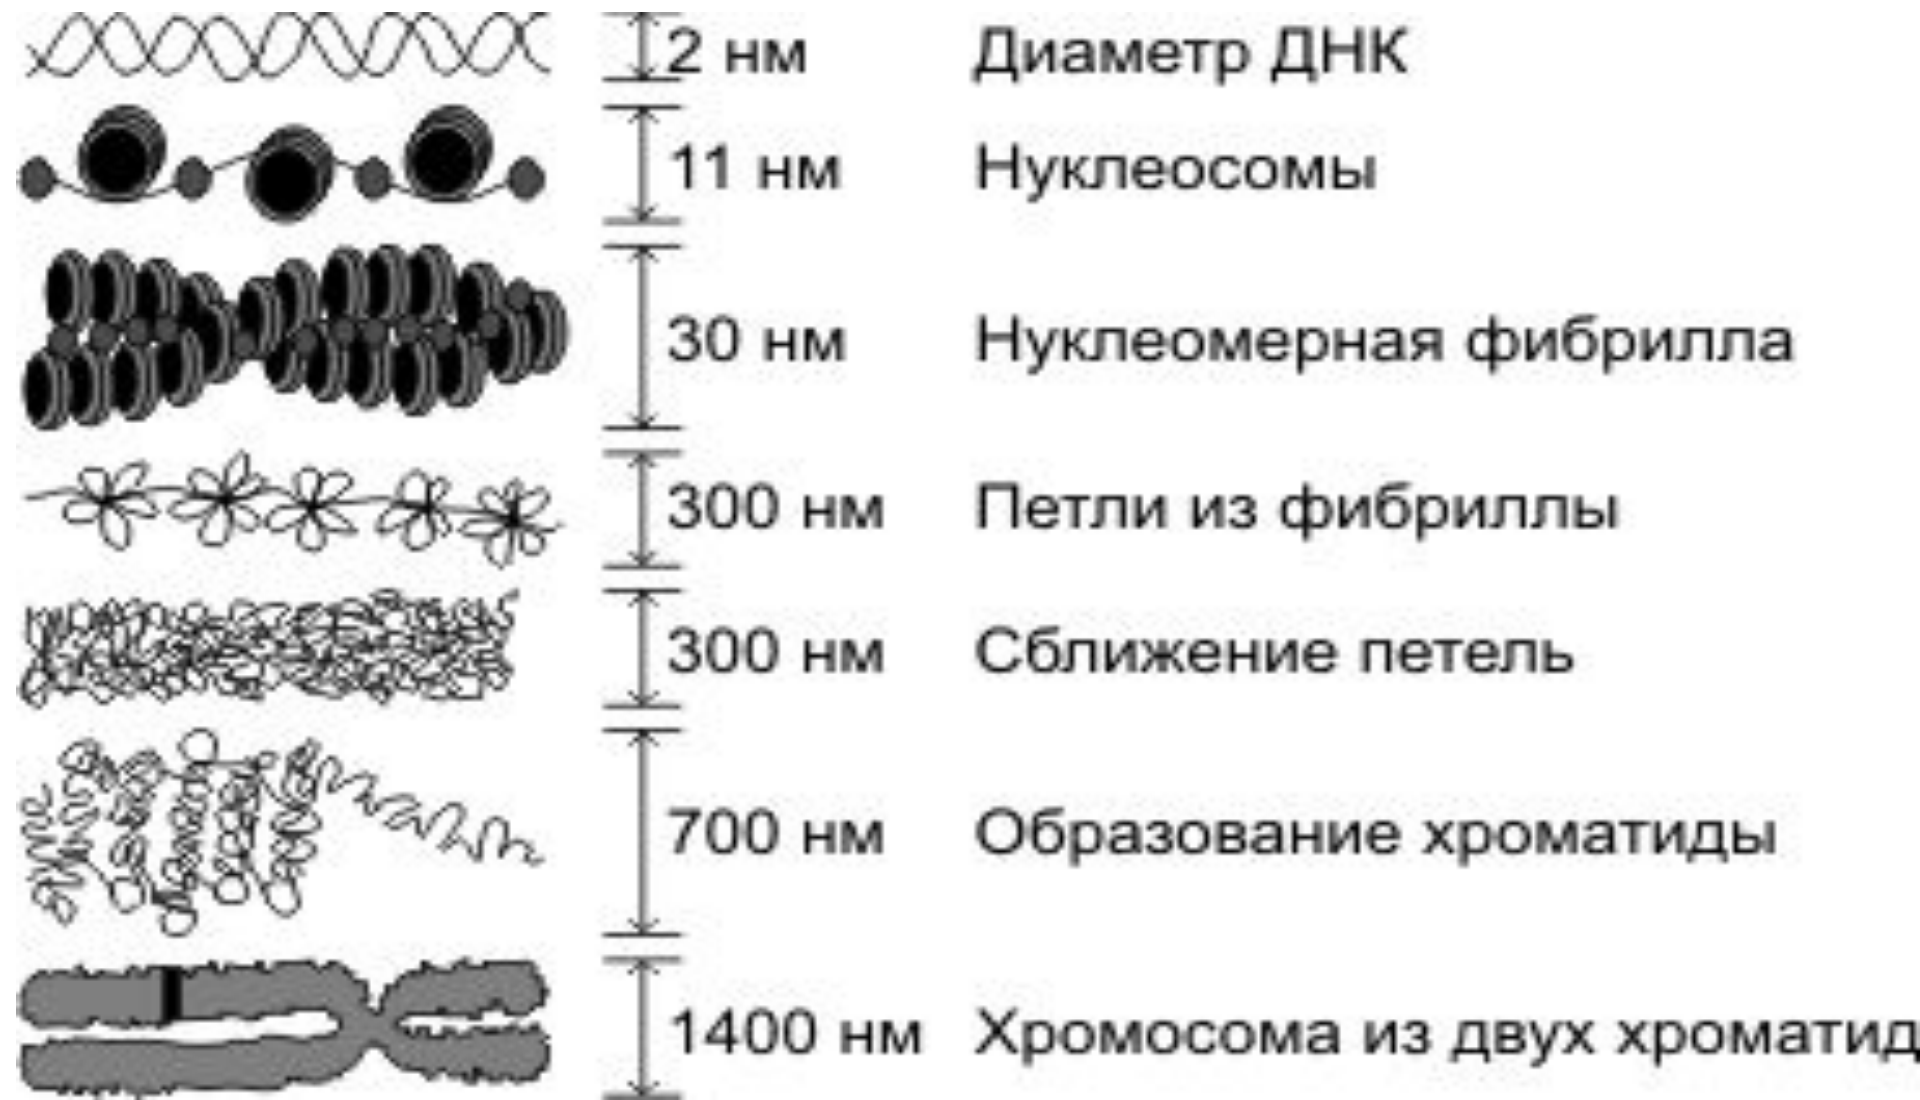 2 нм Диаметр ДНК
11 нм Нуклеосомы
30 нм Нуклеомерная фибрилла
300 нм Петли из фибриллы
300 нм Сближение петель
700 нм Образование хроматиды
1400 нм Хромосома из двух хроматид